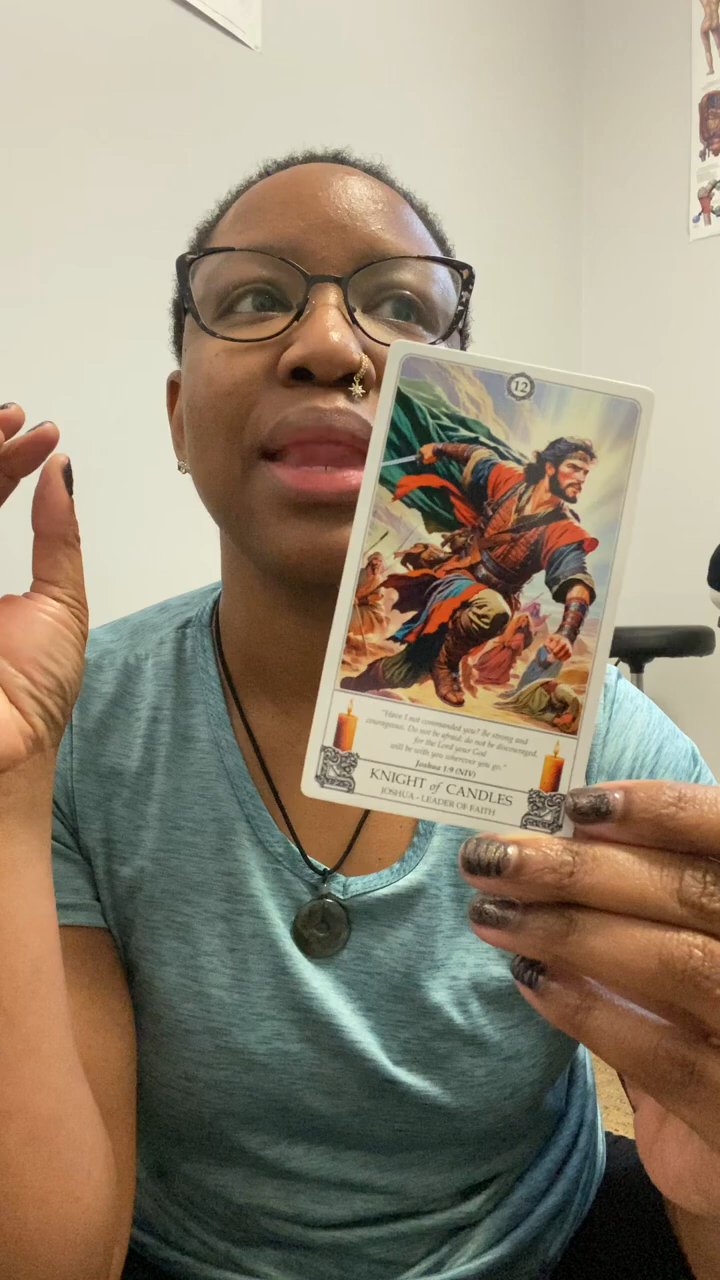 12
"Have I not commanded you? Be strong and
courageous. Do not be afraid; do not be discouraged,
for the Lord your God
will be with you wherever you go."
Joshua 1:9 (NIV)
KNIGHT of CANDLES
JOSHUA - LEADER OF FAITH